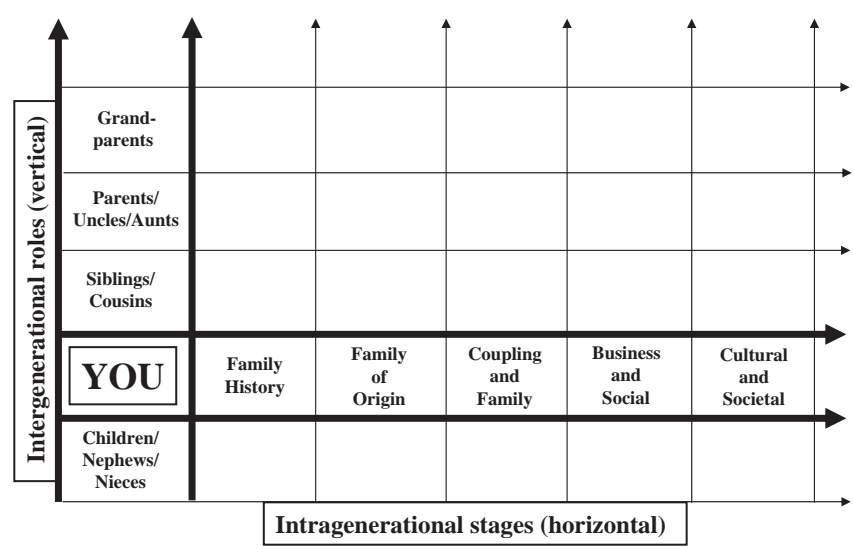 Intergenerational roles (vertical)
Grand-
parents
Parents/
Uncles/Aunts
Siblings/
Cousins
YOU
Family
History
Family
of
Origin
Coupling
and
Family
Business
and
Social
Cultural
and
Societal
Children/
Nephews/
Nieces
Intragenerational stages (horizontal)